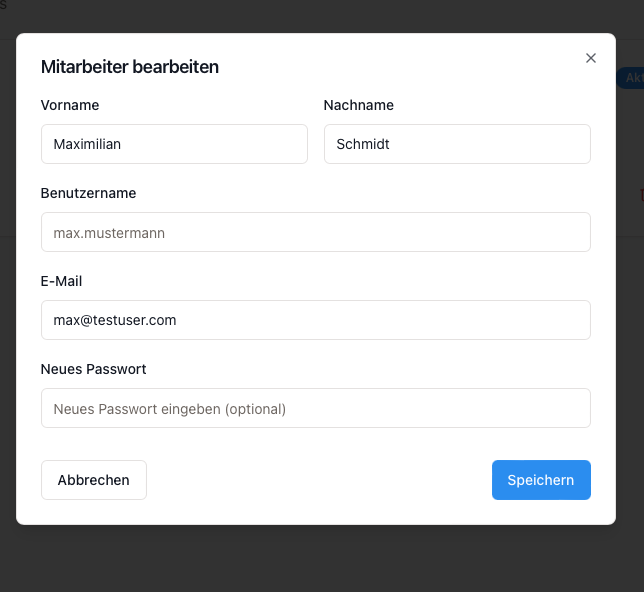 Mitarbeiter bearbeiten
Vorname
Nachname
Maximilian
Schmidt
Benutzername
max.mustermann
E-Mail
max@testuser.com
Neues Passwort
Neues Passwort eingeben (optional)
Abbrechen
Speichern